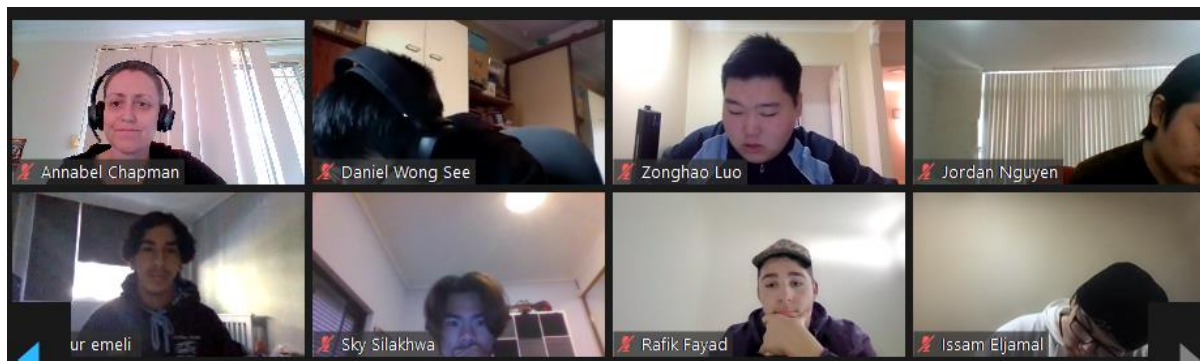 Annabel Chapman
Daniel Wong See
Zonghao Luo
Jordan Nguyen
ur emeli
Sky Silakhwa
Rafik Fayad
Issam Eljamal